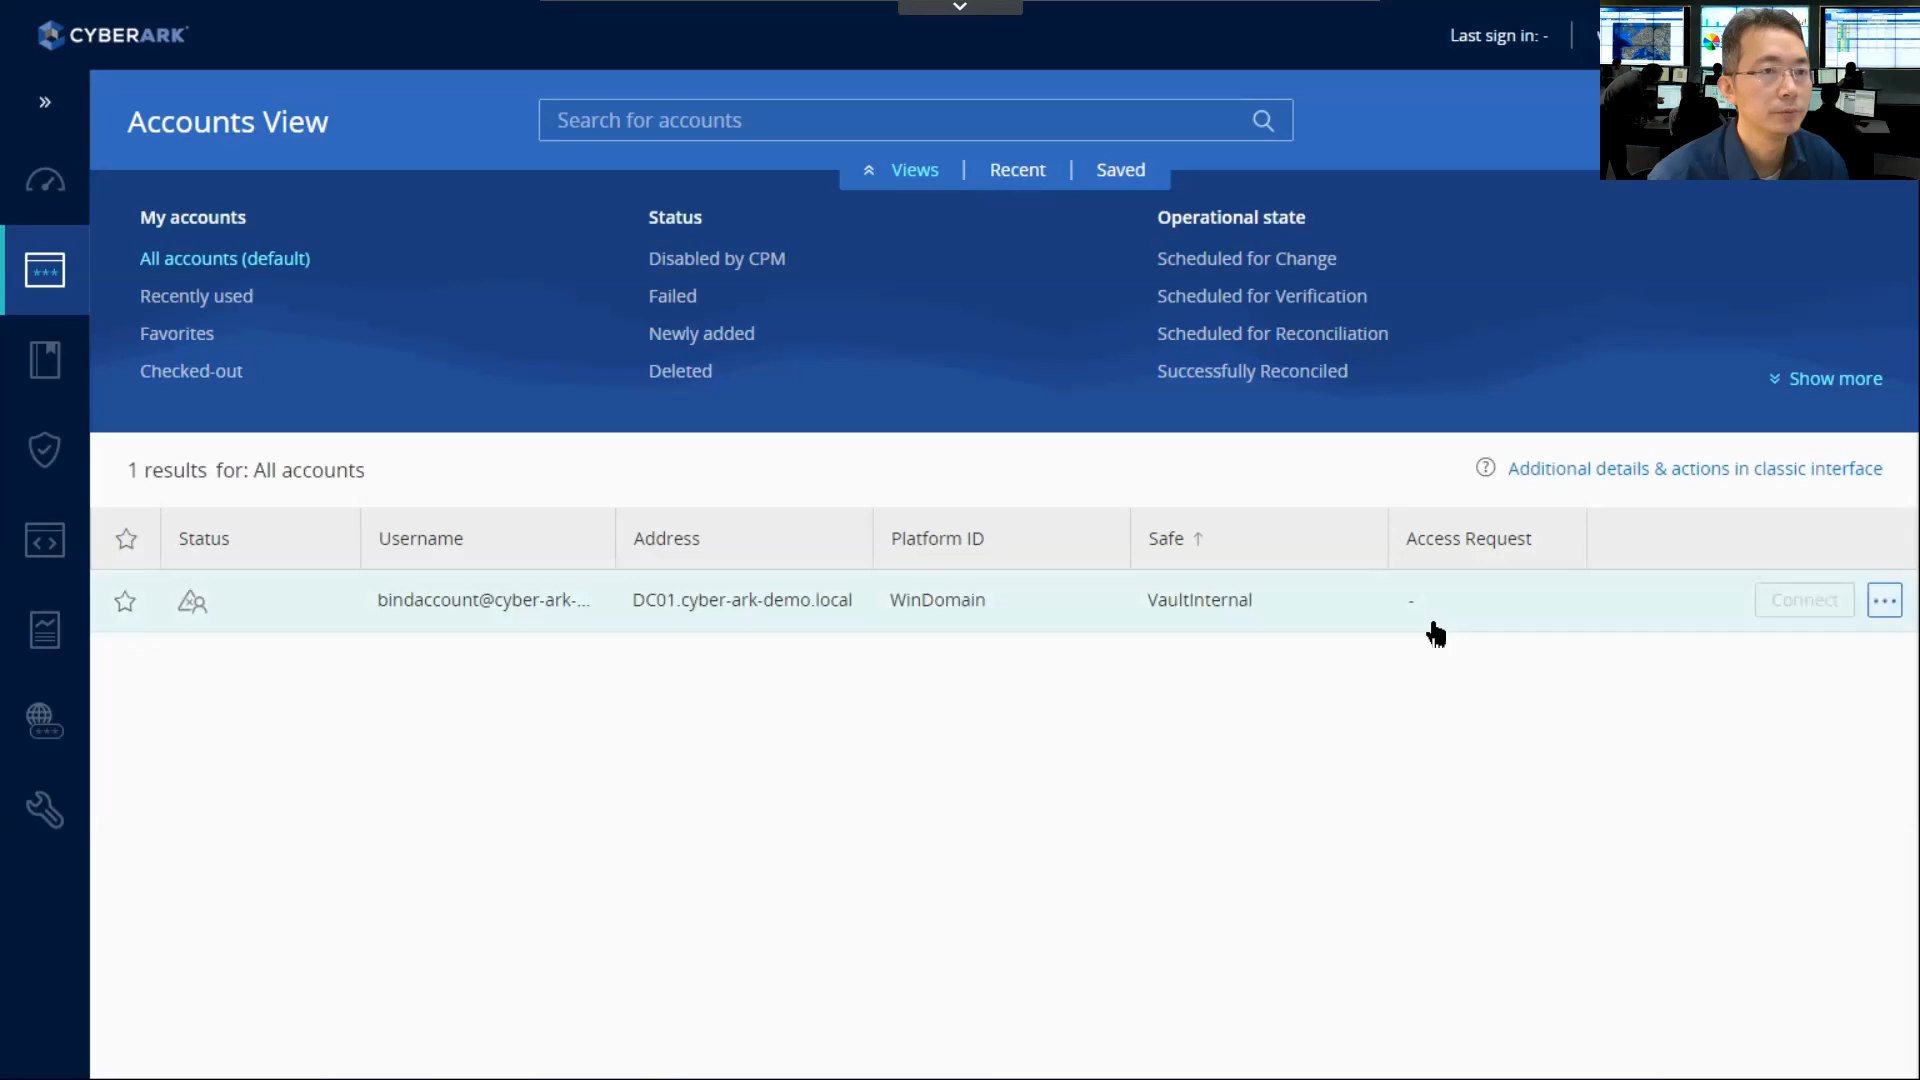 CYBERARK
Last sign in: -
Accounts View
Search for accounts
Views | Recent | Saved
My accounts
All accounts (default)
Recently used
Favorites
Checked-out
Status
Disabled by CPM
Failed
Newly added
Deleted
Operational state
Scheduled for Change
Scheduled for Verification
Scheduled for Reconciliation
Successfully Reconciled
Show more
1 results for: All accounts
Additional details & actions in classic interface
Status Username Address Platform ID Safe ↑ Access Request
bindaccount@cyber-ark-... DC01.cyber-ark-demo.local WinDomain VaultInternal - Connect ...